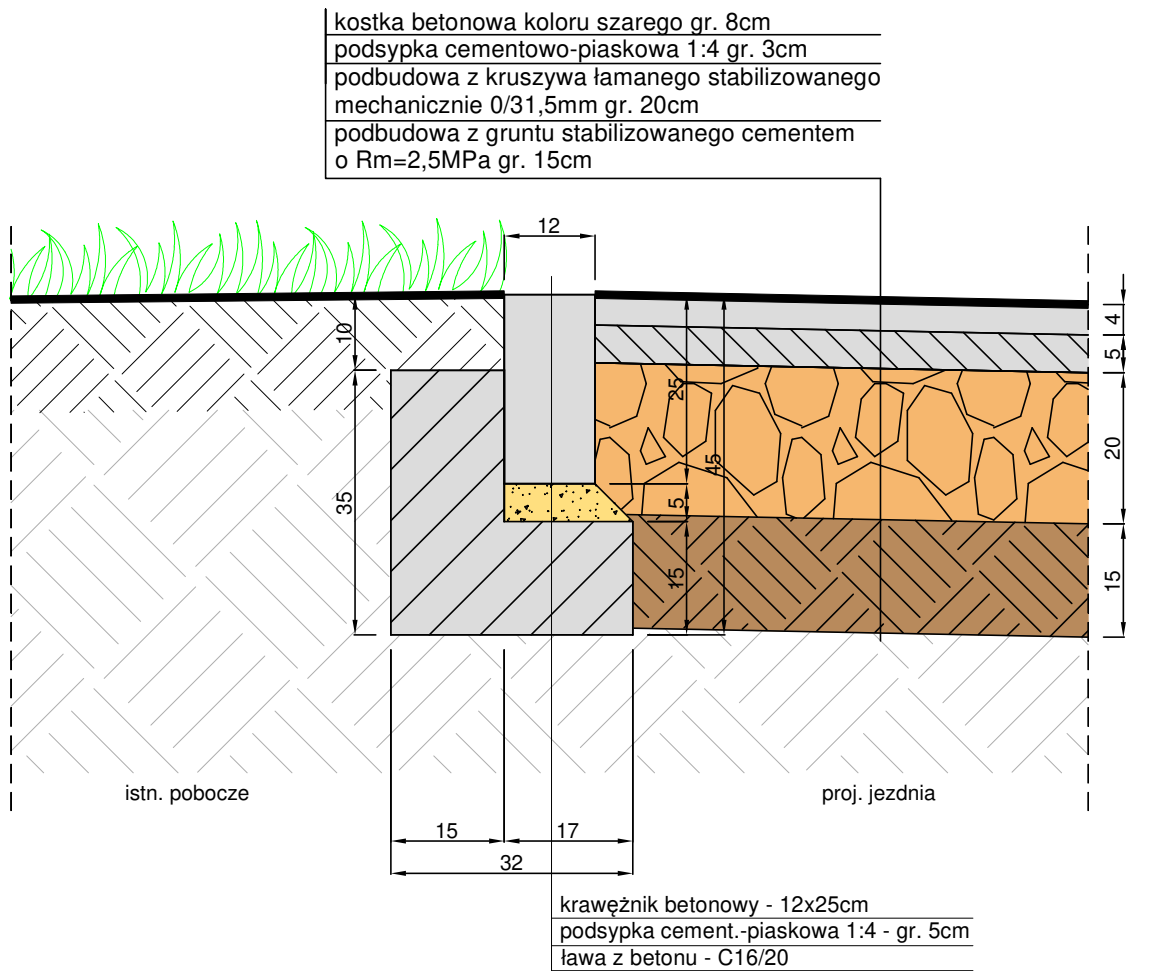 kostka betonowa koloru szarego gr. 8cm
podsypka cementowo-piaskowa 1:4 gr. 3cm
podbudowa z kruszywa łamanego stabilizowanego
mechanicznie 0/31,5mm gr. 20cm
podbudowa z gruntu stabilizowanego cementem
o Rm=2,5MPa gr. 15cm
12
10
35
25
45
5
15
4
5
20
15
istn. pobocze
proj. jezdnia
15
17
32
krawężnik betonowy - 12x25cm
podsypka cement.-piaskowa 1:4 - gr. 5cm
ława z betonu - C16/20